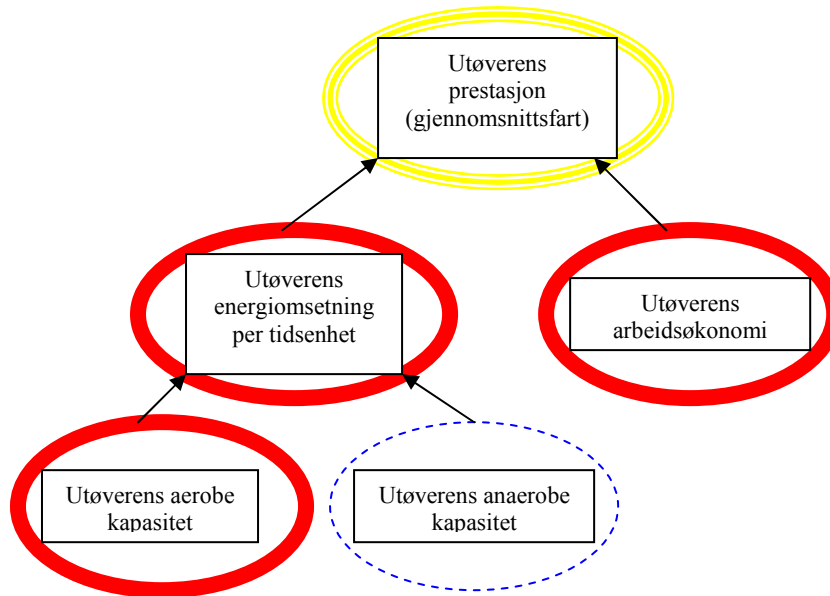 Utøverens
prestasjon
(gjennomsnittsfart)
Utøverens
energiomsetning
per tidsenhet
Utøverens
arbeidsøkonomi
Utøverens aerobe
kapasitet
Utøverens anaerobe
kapasitet